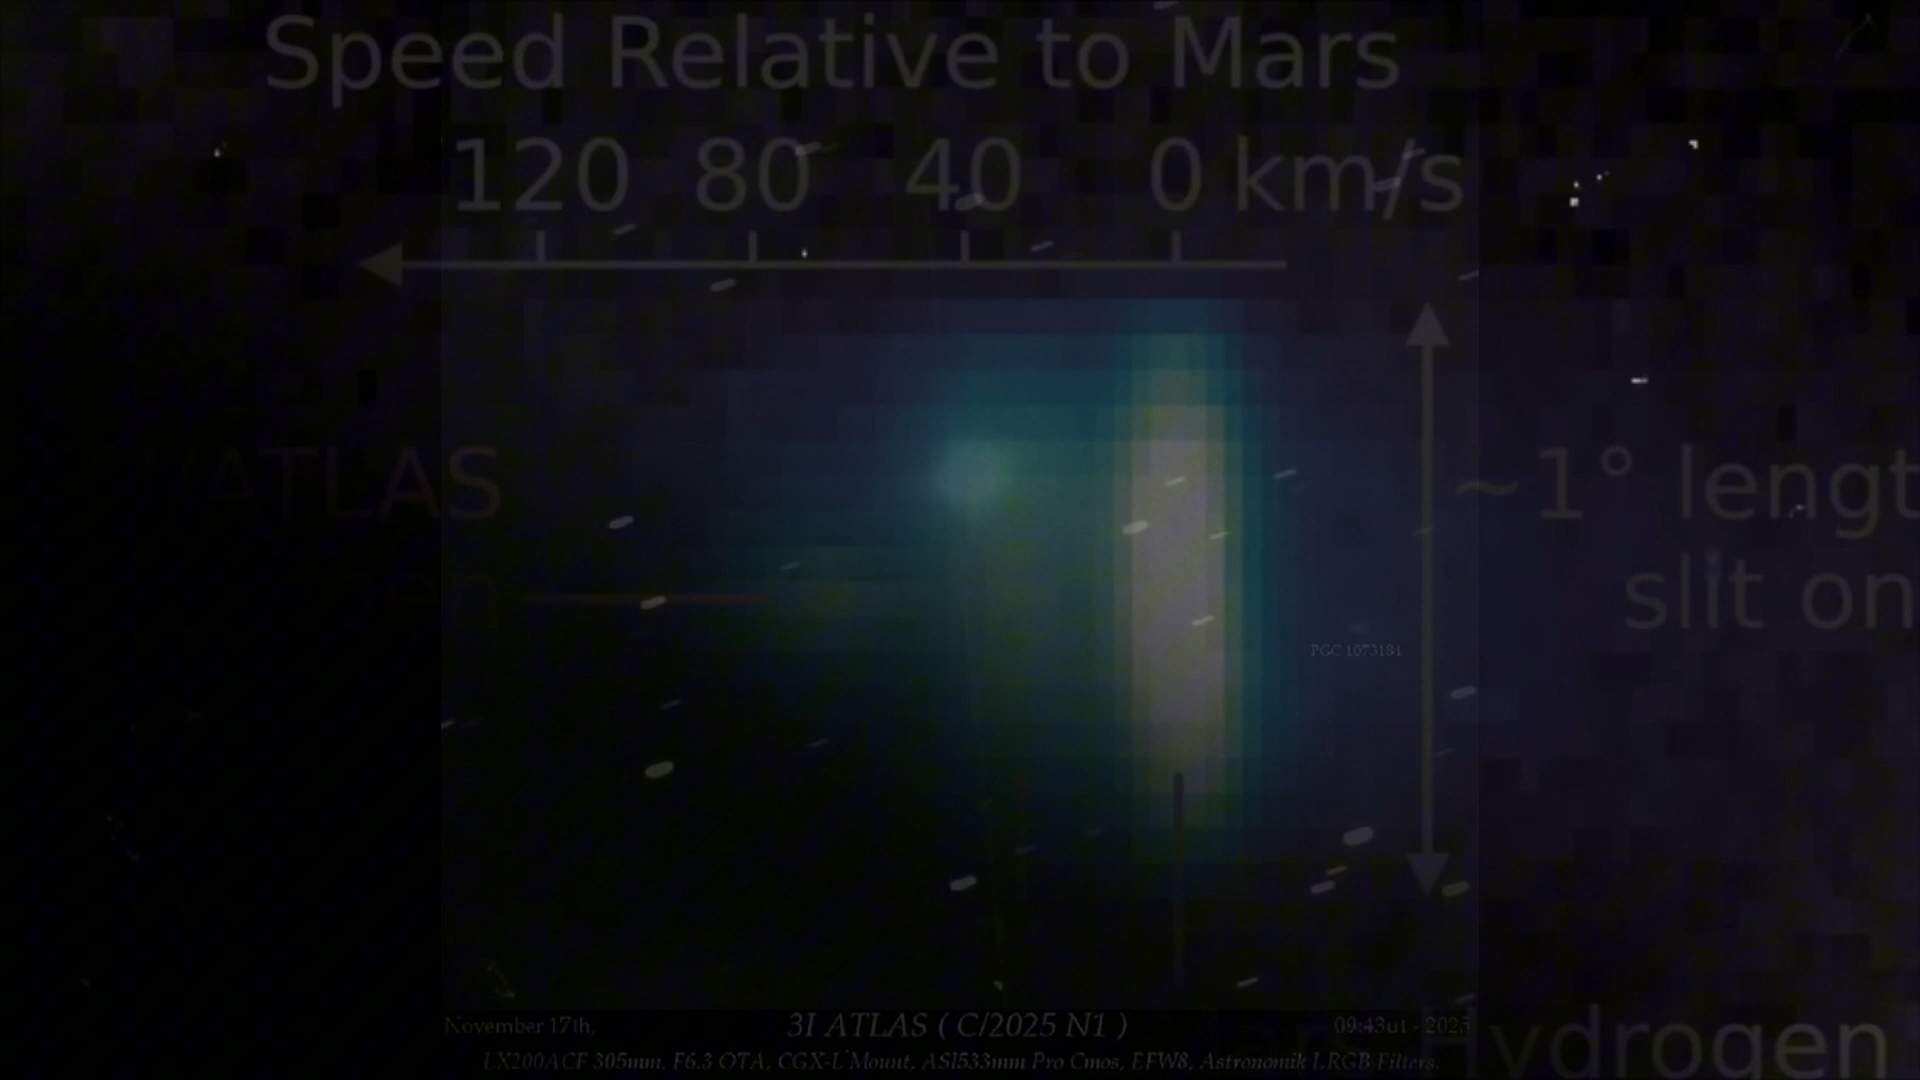 Speed Relative to Mars
120 80 40 0 km/s
ATLAS
~1° lengt
slit on
PGC 1073184
Hydrogen
November 17th,
3I ATLAS ( C/2025 N1 )
09:43ut - 2025
LX200ACF 305mm, F6.3 OTA, CGX-L Mount, ASI533mm Pro Cmos, EFW8, Astronomik LRGB Filters.